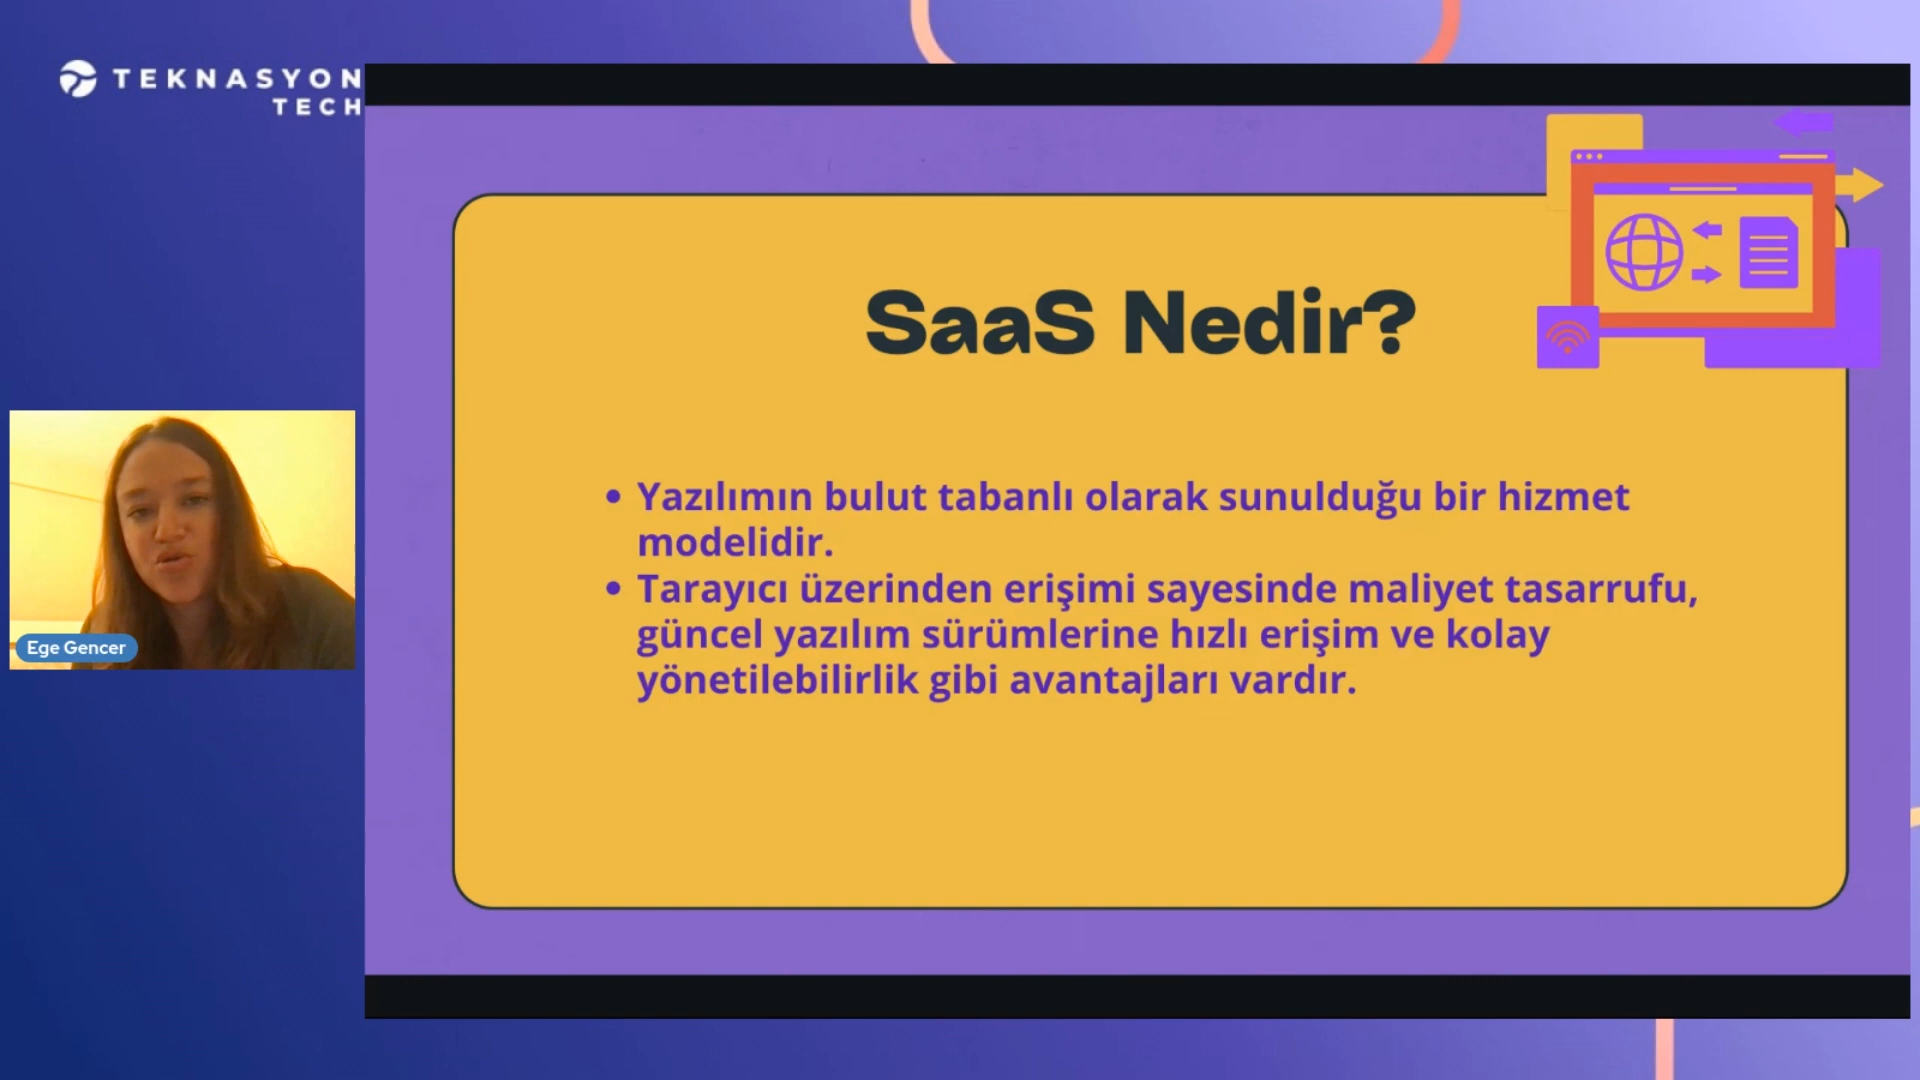 TEKNASYON
TECH
SaaS Nedir?
• Yazılımın bulut tabanlı olarak sunulduğu bir hizmet
modelidir.
• Tarayıcı üzerinden erişimi sayesinde maliyet tasarrufu,
güncel yazılım sürümlerine hızlı erişim ve kolay
yönetilebilirlik gibi avantajları vardır.
Ege Gencer